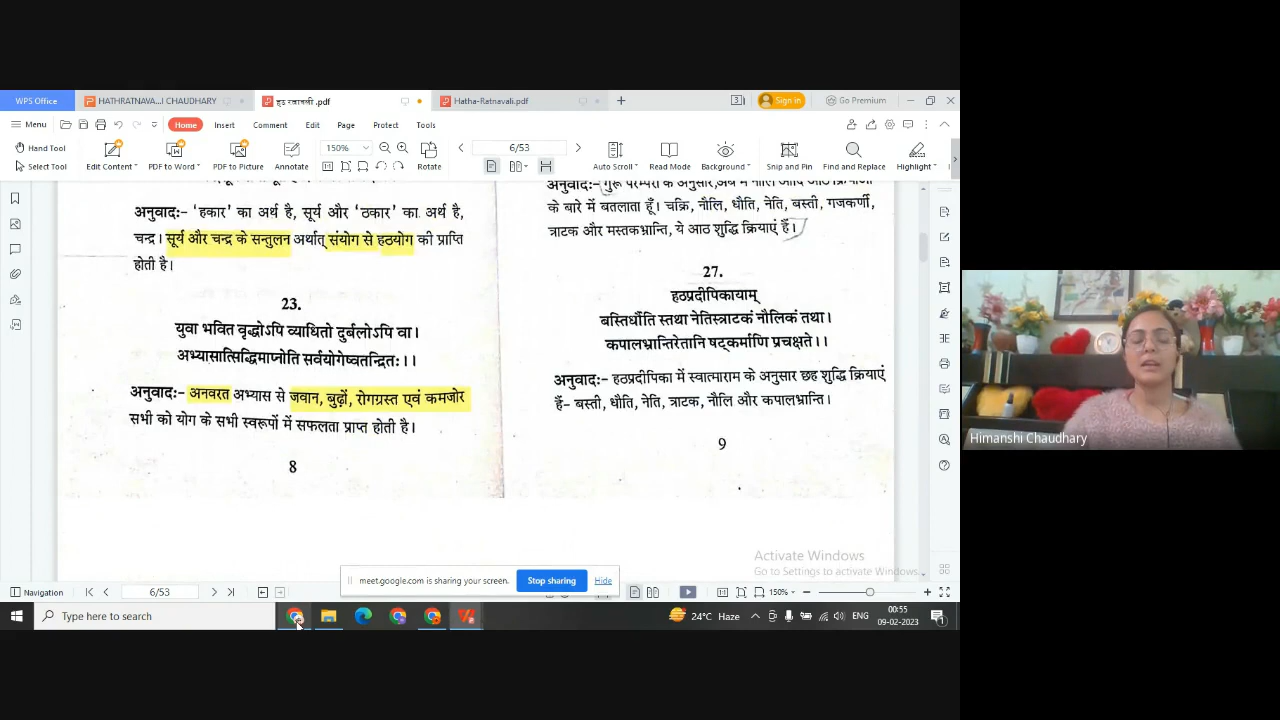 WPS Office
HATHRATNAVA...I CHAUDHARY
हठ रत्नावली .pdf
Hatha-Ratnavali.pdf
Sign in
Go Premium
Menu
Home
Insert
Comment
Edit
Page
Protect
Tools
Hand Tool
Select Tool
Edit Content
PDF to Word
PDF to Picture
Annotate
150%
Rotate
6/53
Auto Scroll
Read Mode
Background
Snip and Pin
Find and Replace
Highlight
अनुवादः- 'हकार' का अर्थ है, सूर्य और 'ठकार' का अर्थ है,
चन्द्र। सूर्य और चन्द्र के सन्तुलन अर्थात् संयोग से हठयोग की प्राप्ति
होती है।
23.
युवा भवति वृद्धोऽपि व्याधितो दुर्बलोऽपि वा।
अभ्यासात्सिद्धिमाप्नोति सर्वयोगेष्वतन्द्रितः।।
अनुवादः- अनवरत अभ्यास से जवान, बुढ़ों, रोगग्रस्त एवं कमजोर
सभी को योग के सभी स्वरूपों में सफलता प्राप्त होती है।
8
अनुवादः- गुरू परम्परा के अनुसार,
के बारे में बतलाता हूँ। चक्रि, नौलि, धौति, नेति, बस्ती, गजकर्णी,
त्राटक और मस्तकभ्रान्ति, ये आठ शुद्धि क्रियाएं हैं।
27.
हठप्रदीपिकायाम्
बस्तिर्धौति स्तथा नेतिस्त्राटकं नौलिकं तथा।
कपालभ्रान्तिरेतानि षट्कर्माणि प्रचक्षते।।
अनुवादः- हठप्रदीपिका में स्वात्माराम के अनुसार छह शुद्धि क्रियाएं
हैं- बस्ती, धौति, नेति, त्राटक, नौलि और कपालभ्रान्ति।
9
Himanshi Chaudhary
Activate Windows
Go to Settings to activate Windows.
meet.google.com is sharing your screen.
Stop sharing
Hide
Navigation
6/53
150%
Type here to search
24°C Haze
ENG
00:55
09-02-2023